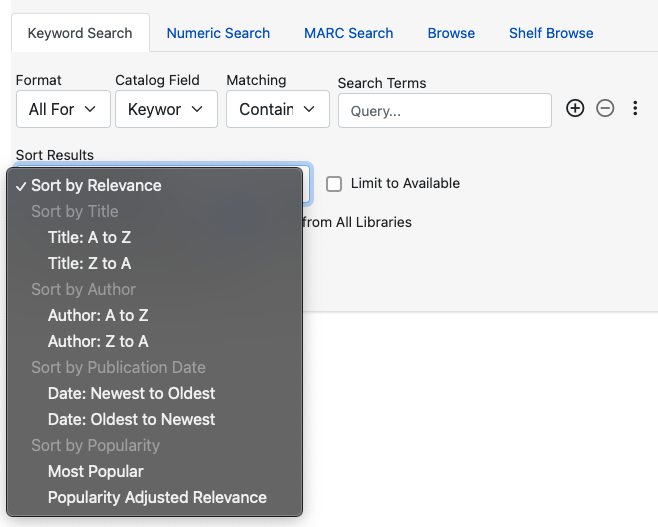 Keyword Search Numeric Search MARC Search Browse Shelf Browse
Format Catalog Field Matching Search Terms
All For Keywor Contain Query...
Sort Results
✓ Sort by Relevance
Limit to Available
Sort by Title
from All Libraries
Title: A to Z
Title: Z to A
Sort by Author
Author: A to Z
Author: Z to A
Sort by Publication Date
Date: Newest to Oldest
Date: Oldest to Newest
Sort by Popularity
Most Popular
Popularity Adjusted Relevance